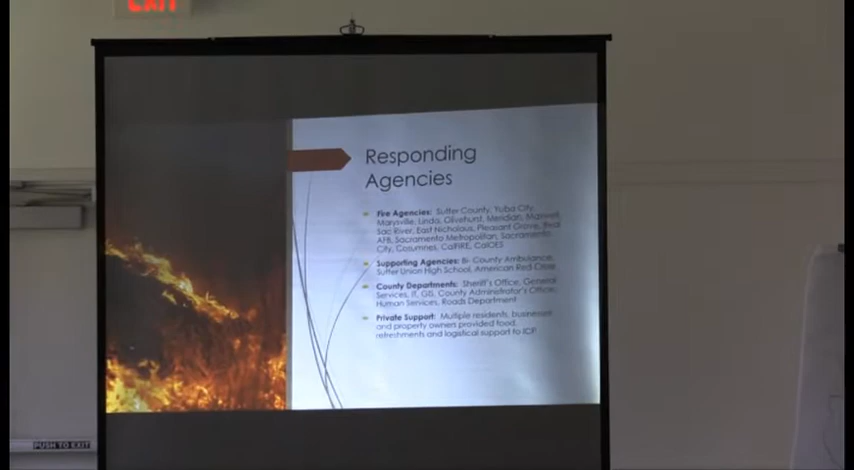 EXIT
Responding
Agencies
Fire Agencies: Sutter County, Yuba City,
Marysville, Linda, Olivehurst, Meridian, Maxwell,
Sac River, East Nicholaus, Pleasant Grove, Beal
AFB, Sacramento Metropolitan, Sacramento
City, Cosumnes, CalFIRE, CalOES
Supporting Agencies: Bi-County Ambulance,
Sutter Union High School, American Red Cross
County Departments: Sheriff's Office, General
Services, IT, GIS, County Administrator's Office,
Human Services, Roads Department
Private Support: Multiple residents, businesses
and property owners provided food,
refreshments and logistical support to ICP
PUSH TO EXIT